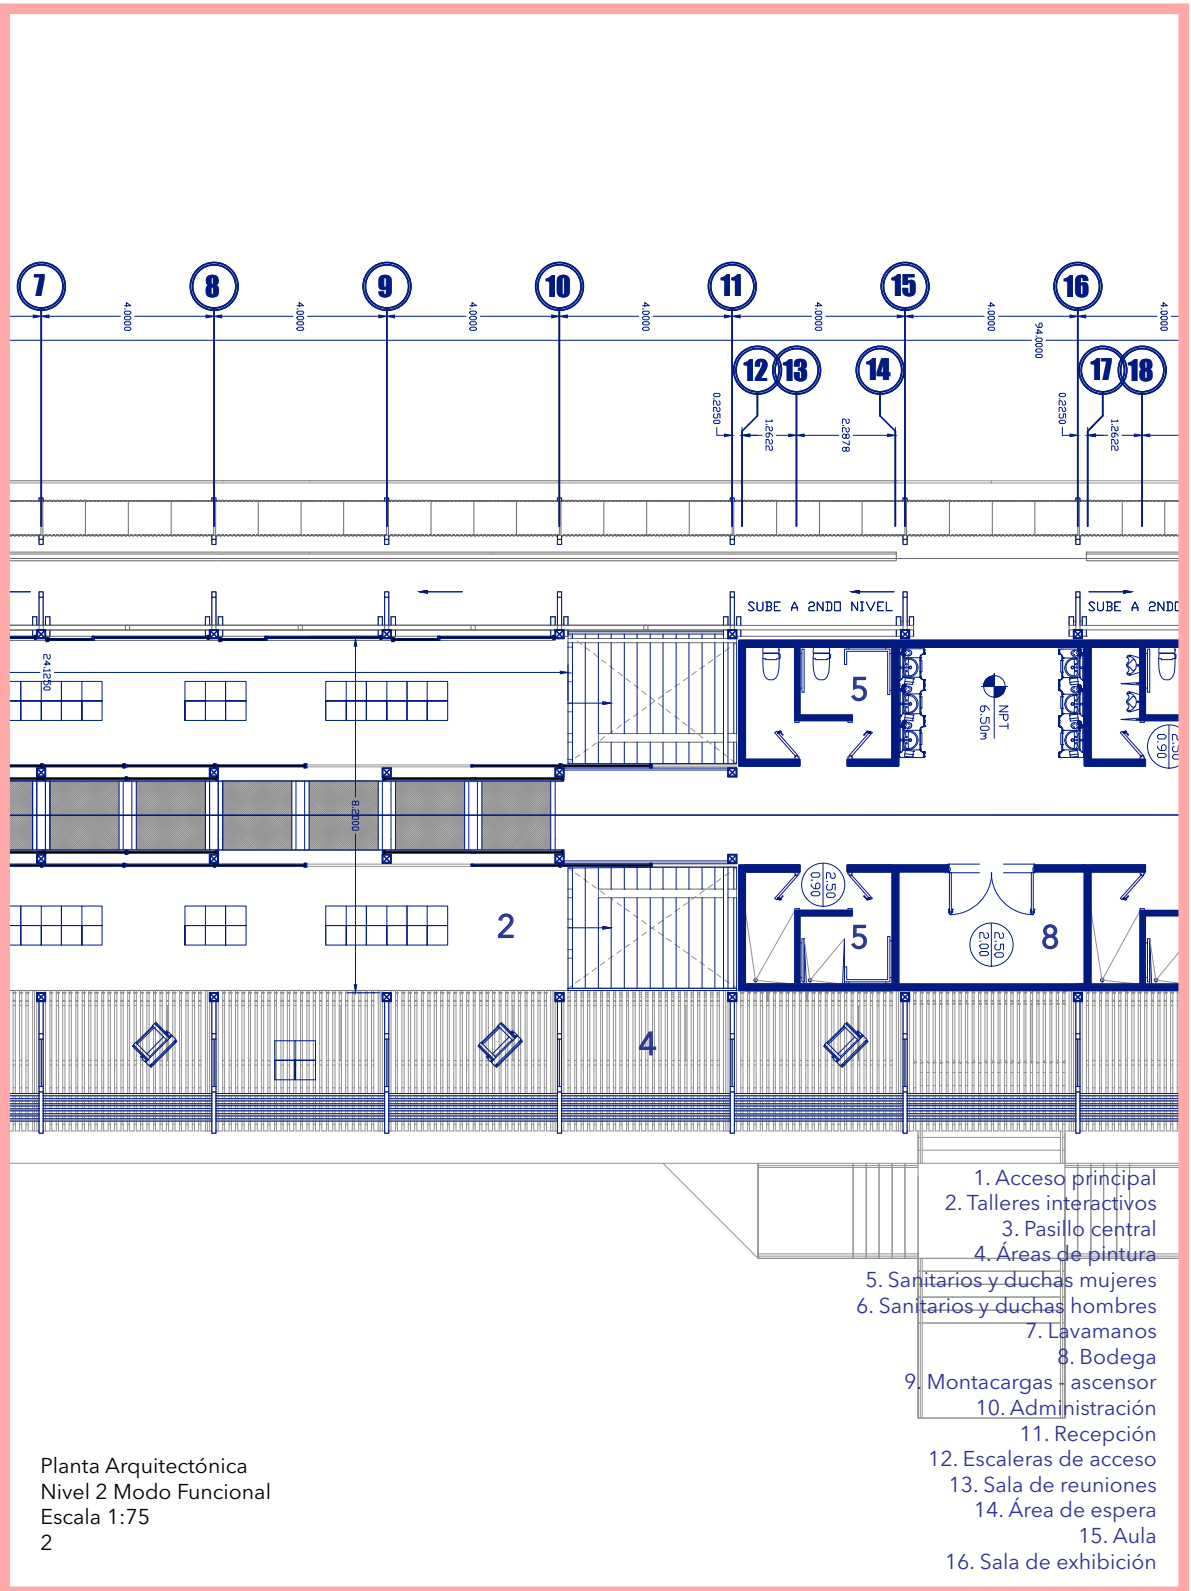 7 8 9 10 11 15 16
4.0000 4.0000 4.0000 4.0000 4.0000 4.0000 4.0000
94.0000
12 13 14 17 18
0.2250 1.2622 2.2878 0.2250 1.2622
SUBE A 2NDO NIVEL
SUBE A 2NDO
24.1250
5
NPT
6.50m
2.50
0.90
8.2000
2.50
0.90
2
5
2.50
2.00
8
4
1. Acceso principal
2. Talleres interactivos
3. Pasillo central
4. Áreas de pintura
5. Sanitarios y duchas mujeres
6. Sanitarios y duchas hombres
7. Lavamanos
8. Bodega
9. Montacargas - ascensor
10. Administración
11. Recepción
12. Escaleras de acceso
13. Sala de reuniones
14. Área de espera
15. Aula
16. Sala de exhibición
Planta Arquitectónica
Nivel 2 Modo Funcional
Escala 1:75
2